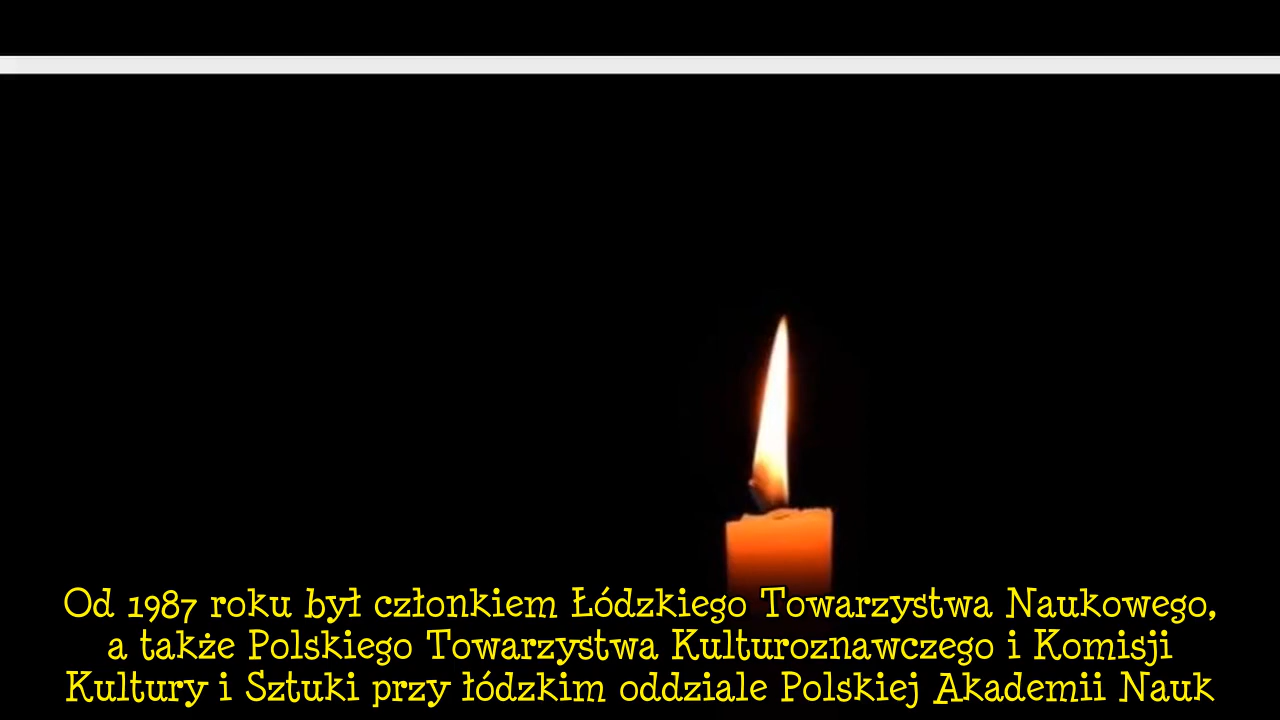 Od 1987 roku był członkiem Łódzkiego Towarzystwa Naukowego,
a także Polskiego Towarzystwa Kulturoznawczego i Komisji
Kultury i Sztuki przy łódzkim oddziale Polskiej Akademii Nauk